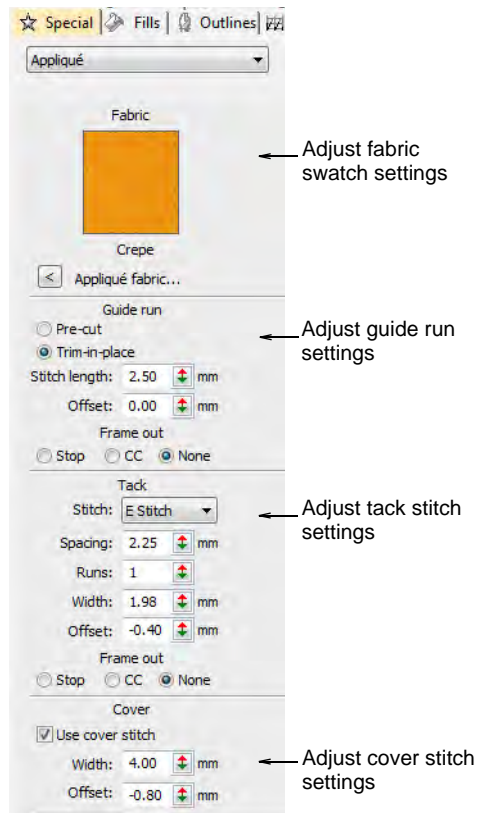 Special Fills Outlines
Appliqué
Fabric
Adjust fabric
swatch settings
Crepe
< Appliqué fabric...
Guide run
Pre-cut
Adjust guide run
settings
Trim-in-place
Stitch length: 2.50 mm
Offset: 0.00 mm
Frame out
Stop CC None
Tack
Stitch: E Stitch
Adjust tack stitch
settings
Spacing: 2.25 mm
Runs: 1
Width: 1.98 mm
Offset: -0.40 mm
Frame out
Stop CC None
Cover
Use cover stitch
Width: 4.00 mm
Adjust cover stitch
settings
Offset: -0.80 mm